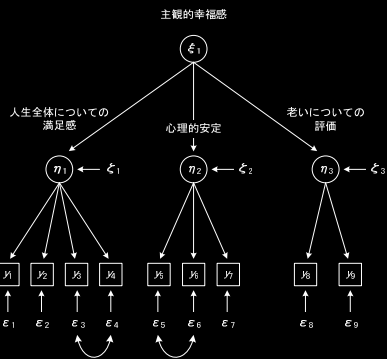 主観的幸福感
ξ1
人生全体についての
満足感
心理的安定
老いについての
評価
η1 ζ1 η2 ζ2 η3 ζ3
y1 y2 y3 y4 y5 y6 y7 y8 y9
ε1 ε2 ε3 ε4 ε5 ε6 ε7 ε8 ε9